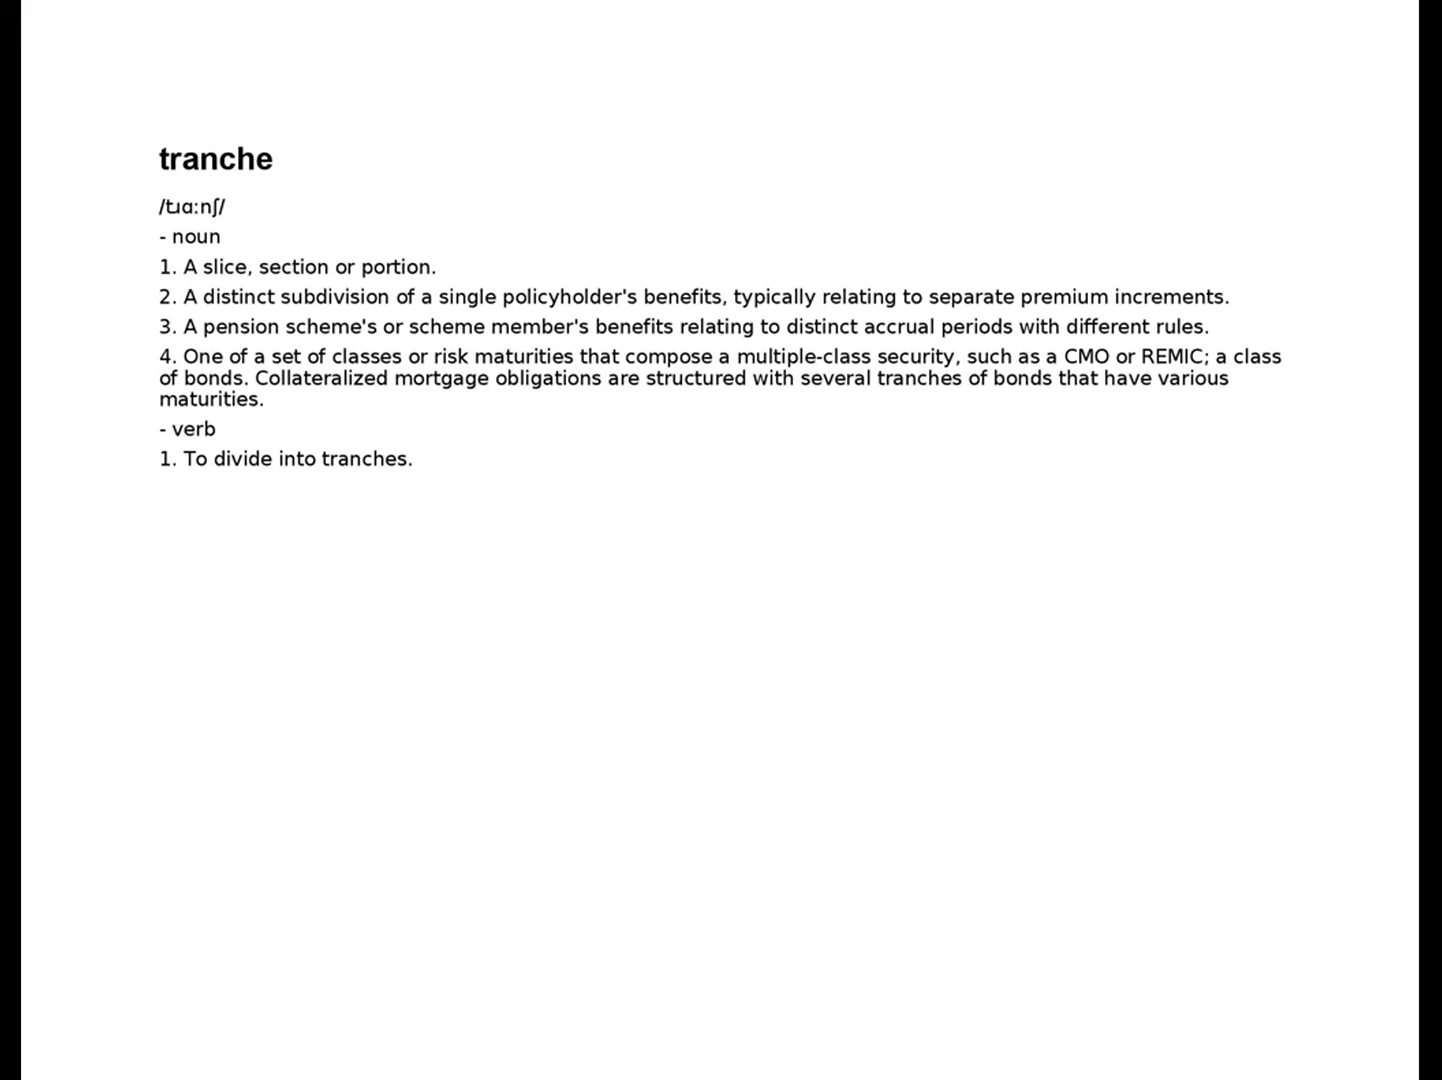 tranche
/tɹɑːnʃ/
- noun
1. A slice, section or portion.
2. A distinct subdivision of a single policyholder's benefits, typically relating to separate premium increments.
3. A pension scheme's or scheme member's benefits relating to distinct accrual periods with different rules.
4. One of a set of classes or risk maturities that compose a multiple-class security, such as a CMO or REMIC; a class
of bonds. Collateralized mortgage obligations are structured with several tranches of bonds that have various
maturities.
- verb
1. To divide into tranches.